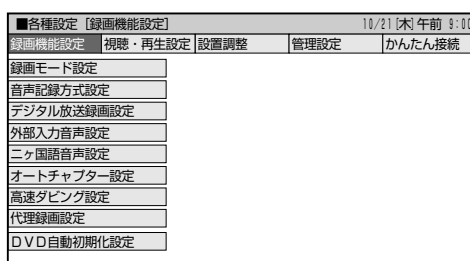 ■各種設定 [録画機能設定] 10/21[木]午前 9:00
録画機能設定 視聴・再生設定 設置調整 管理設定 かんたん接続
録画モード設定
音声記録方式設定
デジタル放送録画設定
外部入力音声設定
二ヶ国語音声設定
オートチャプター設定
高速ダビング設定
代理録画設定
DVD自動初期化設定